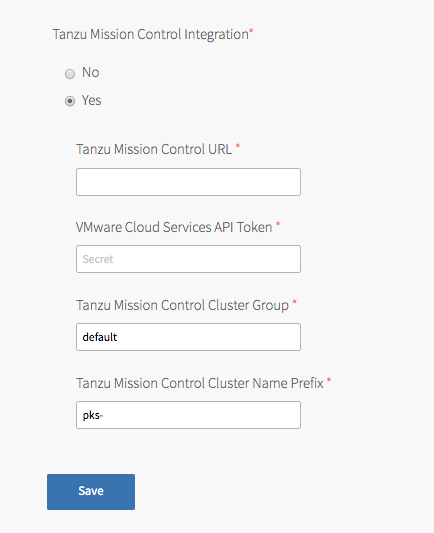 Tanzu Mission Control Integration*
No
Yes
Tanzu Mission Control URL *
VMware Cloud Services API Token *
Secret
Tanzu Mission Control Cluster Group *
default
Tanzu Mission Control Cluster Name Prefix *
pks-
Save